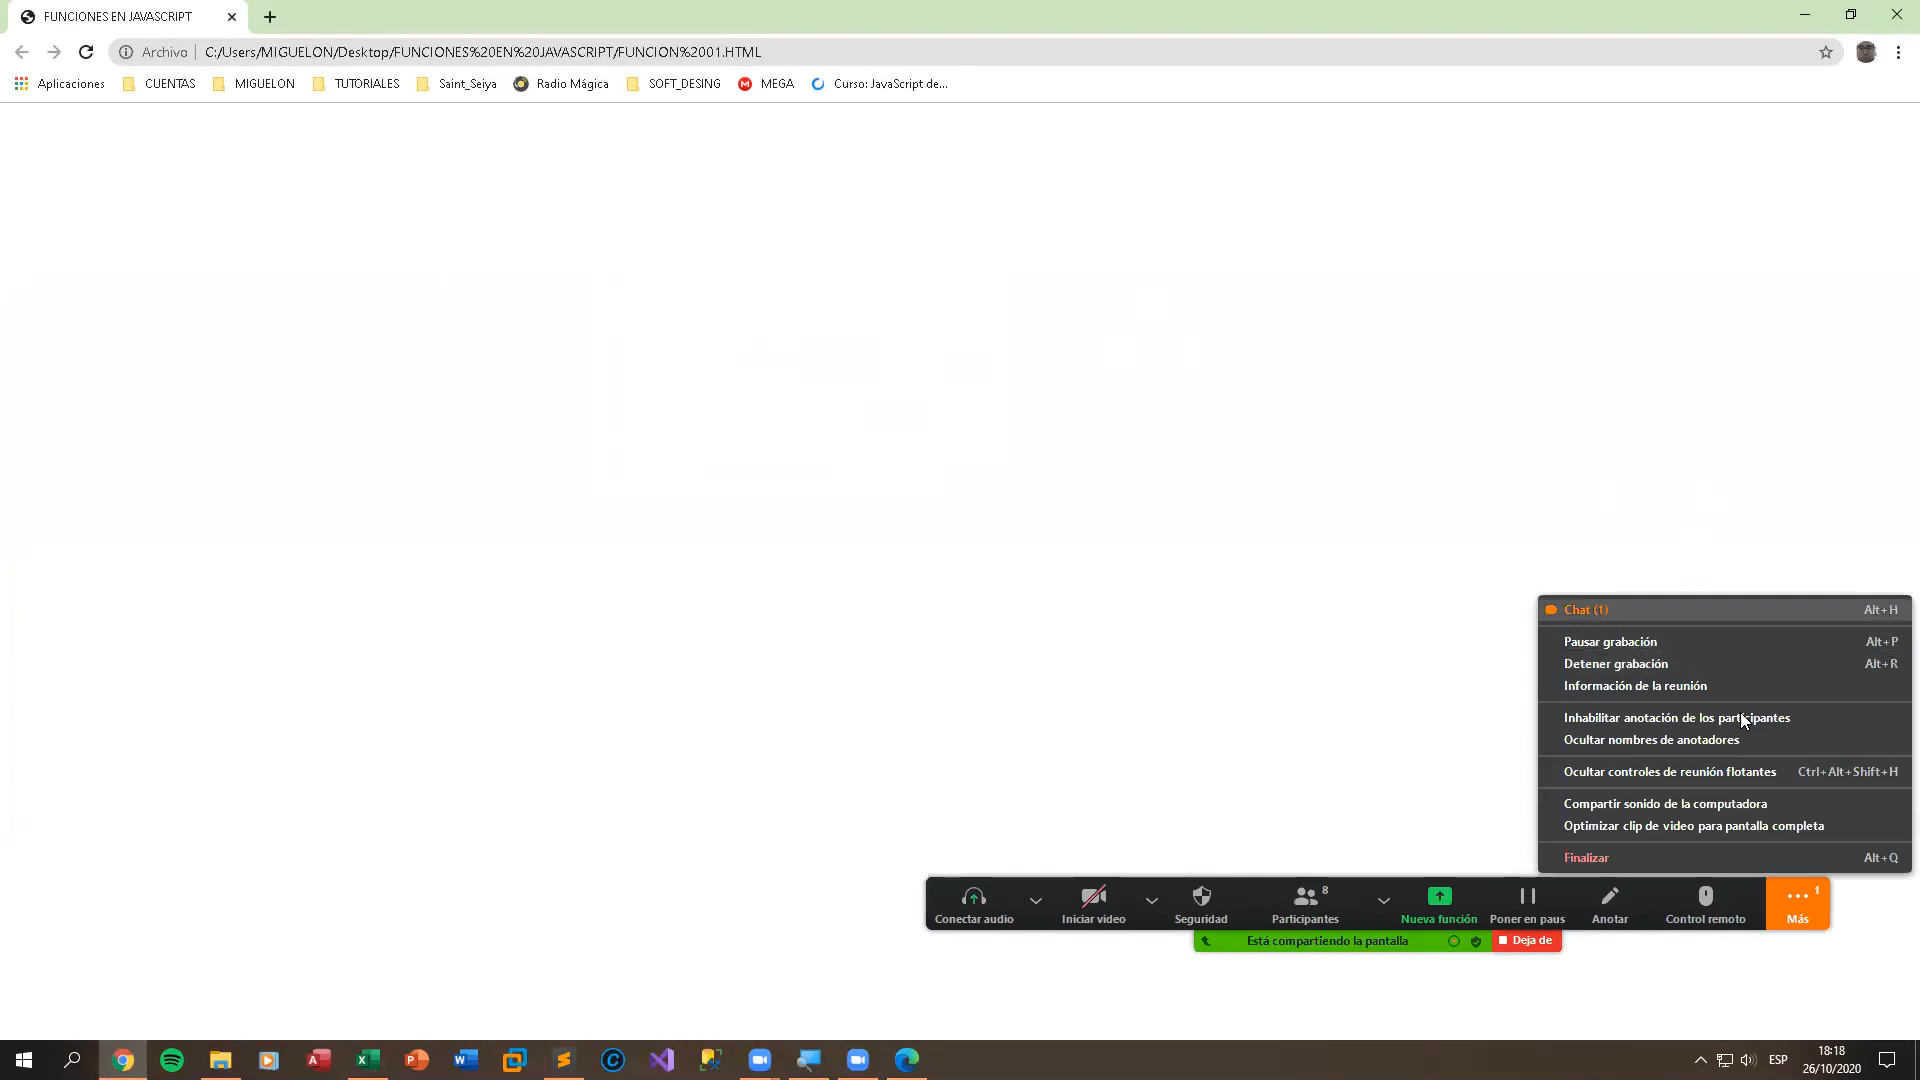 FUNCIONES EN JAVASCRIPT
Archivo C:/Users/MIGUELON/Desktop/FUNCIONES%20EN%20JAVASCRIPT/FUNCION%2001.HTML
Aplicaciones CUENTAS MIGUELON TUTORIALES Saint_Seiya Radio Mágica SOFT_DESING MEGA Curso: JavaScript de...
Chat (1) Alt+H
Pausar grabación Alt+P
Detener grabación Alt+R
Información de la reunión
Inhabilitar anotación de los participantes
Ocultar nombres de anotadores
Ocultar controles de reunión flotantes Ctrl+Alt+Shift+H
Compartir sonido de la computadora
Optimizar clip de video para pantalla completa
Finalizar Alt+Q
8 1
Conectar audio Iniciar video Seguridad Participantes Nueva función Poner en paus Anotar Control remoto Más
Está compartiendo la pantalla Deja de
ESP 18:18
26/10/2020